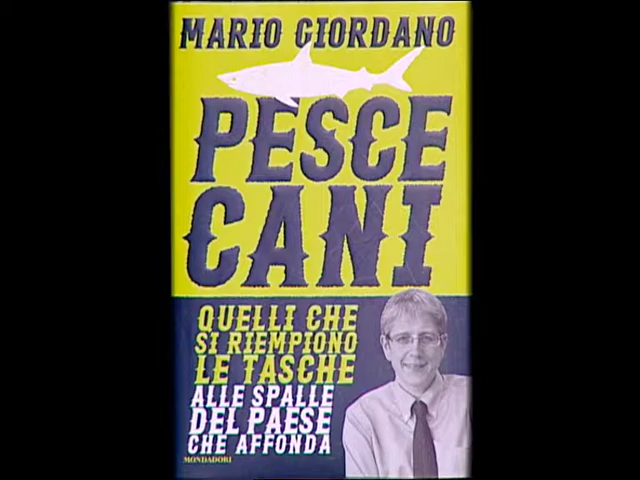 MARIO GIORDANO
PESCE
CANI
QUELLI CHE
SI RIEMPIONO
LE TASCHE
ALLE SPALLE
DEL PAESE
CHE AFFONDA
MONDADORI